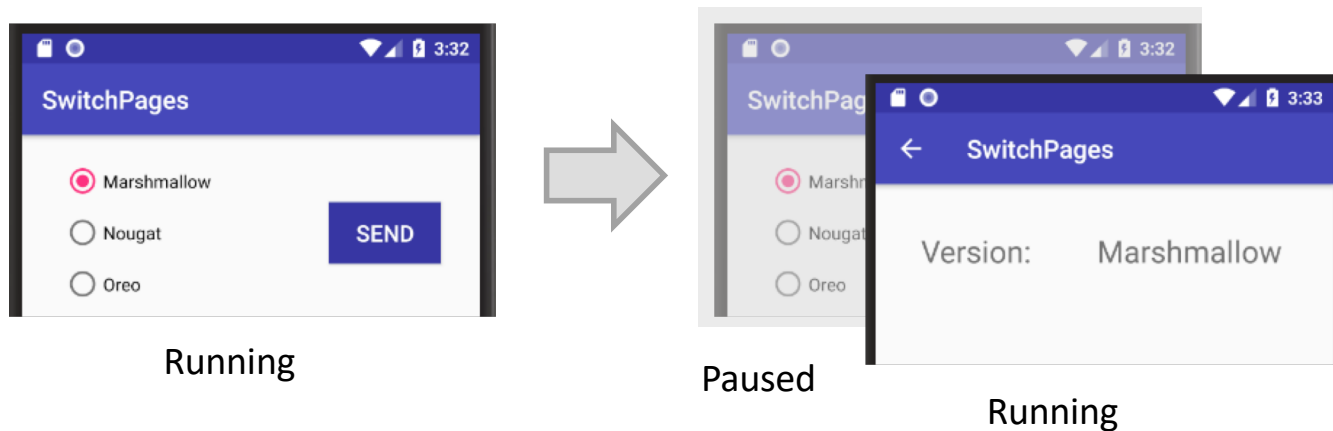 3:32
SwitchPages
Marshmallow
Nougat
SEND
Oreo
Running
3:32
SwitchPag
Marshr
Nougat
Oreo
Paused
3:33
SwitchPages
Version: Marshmallow
Running